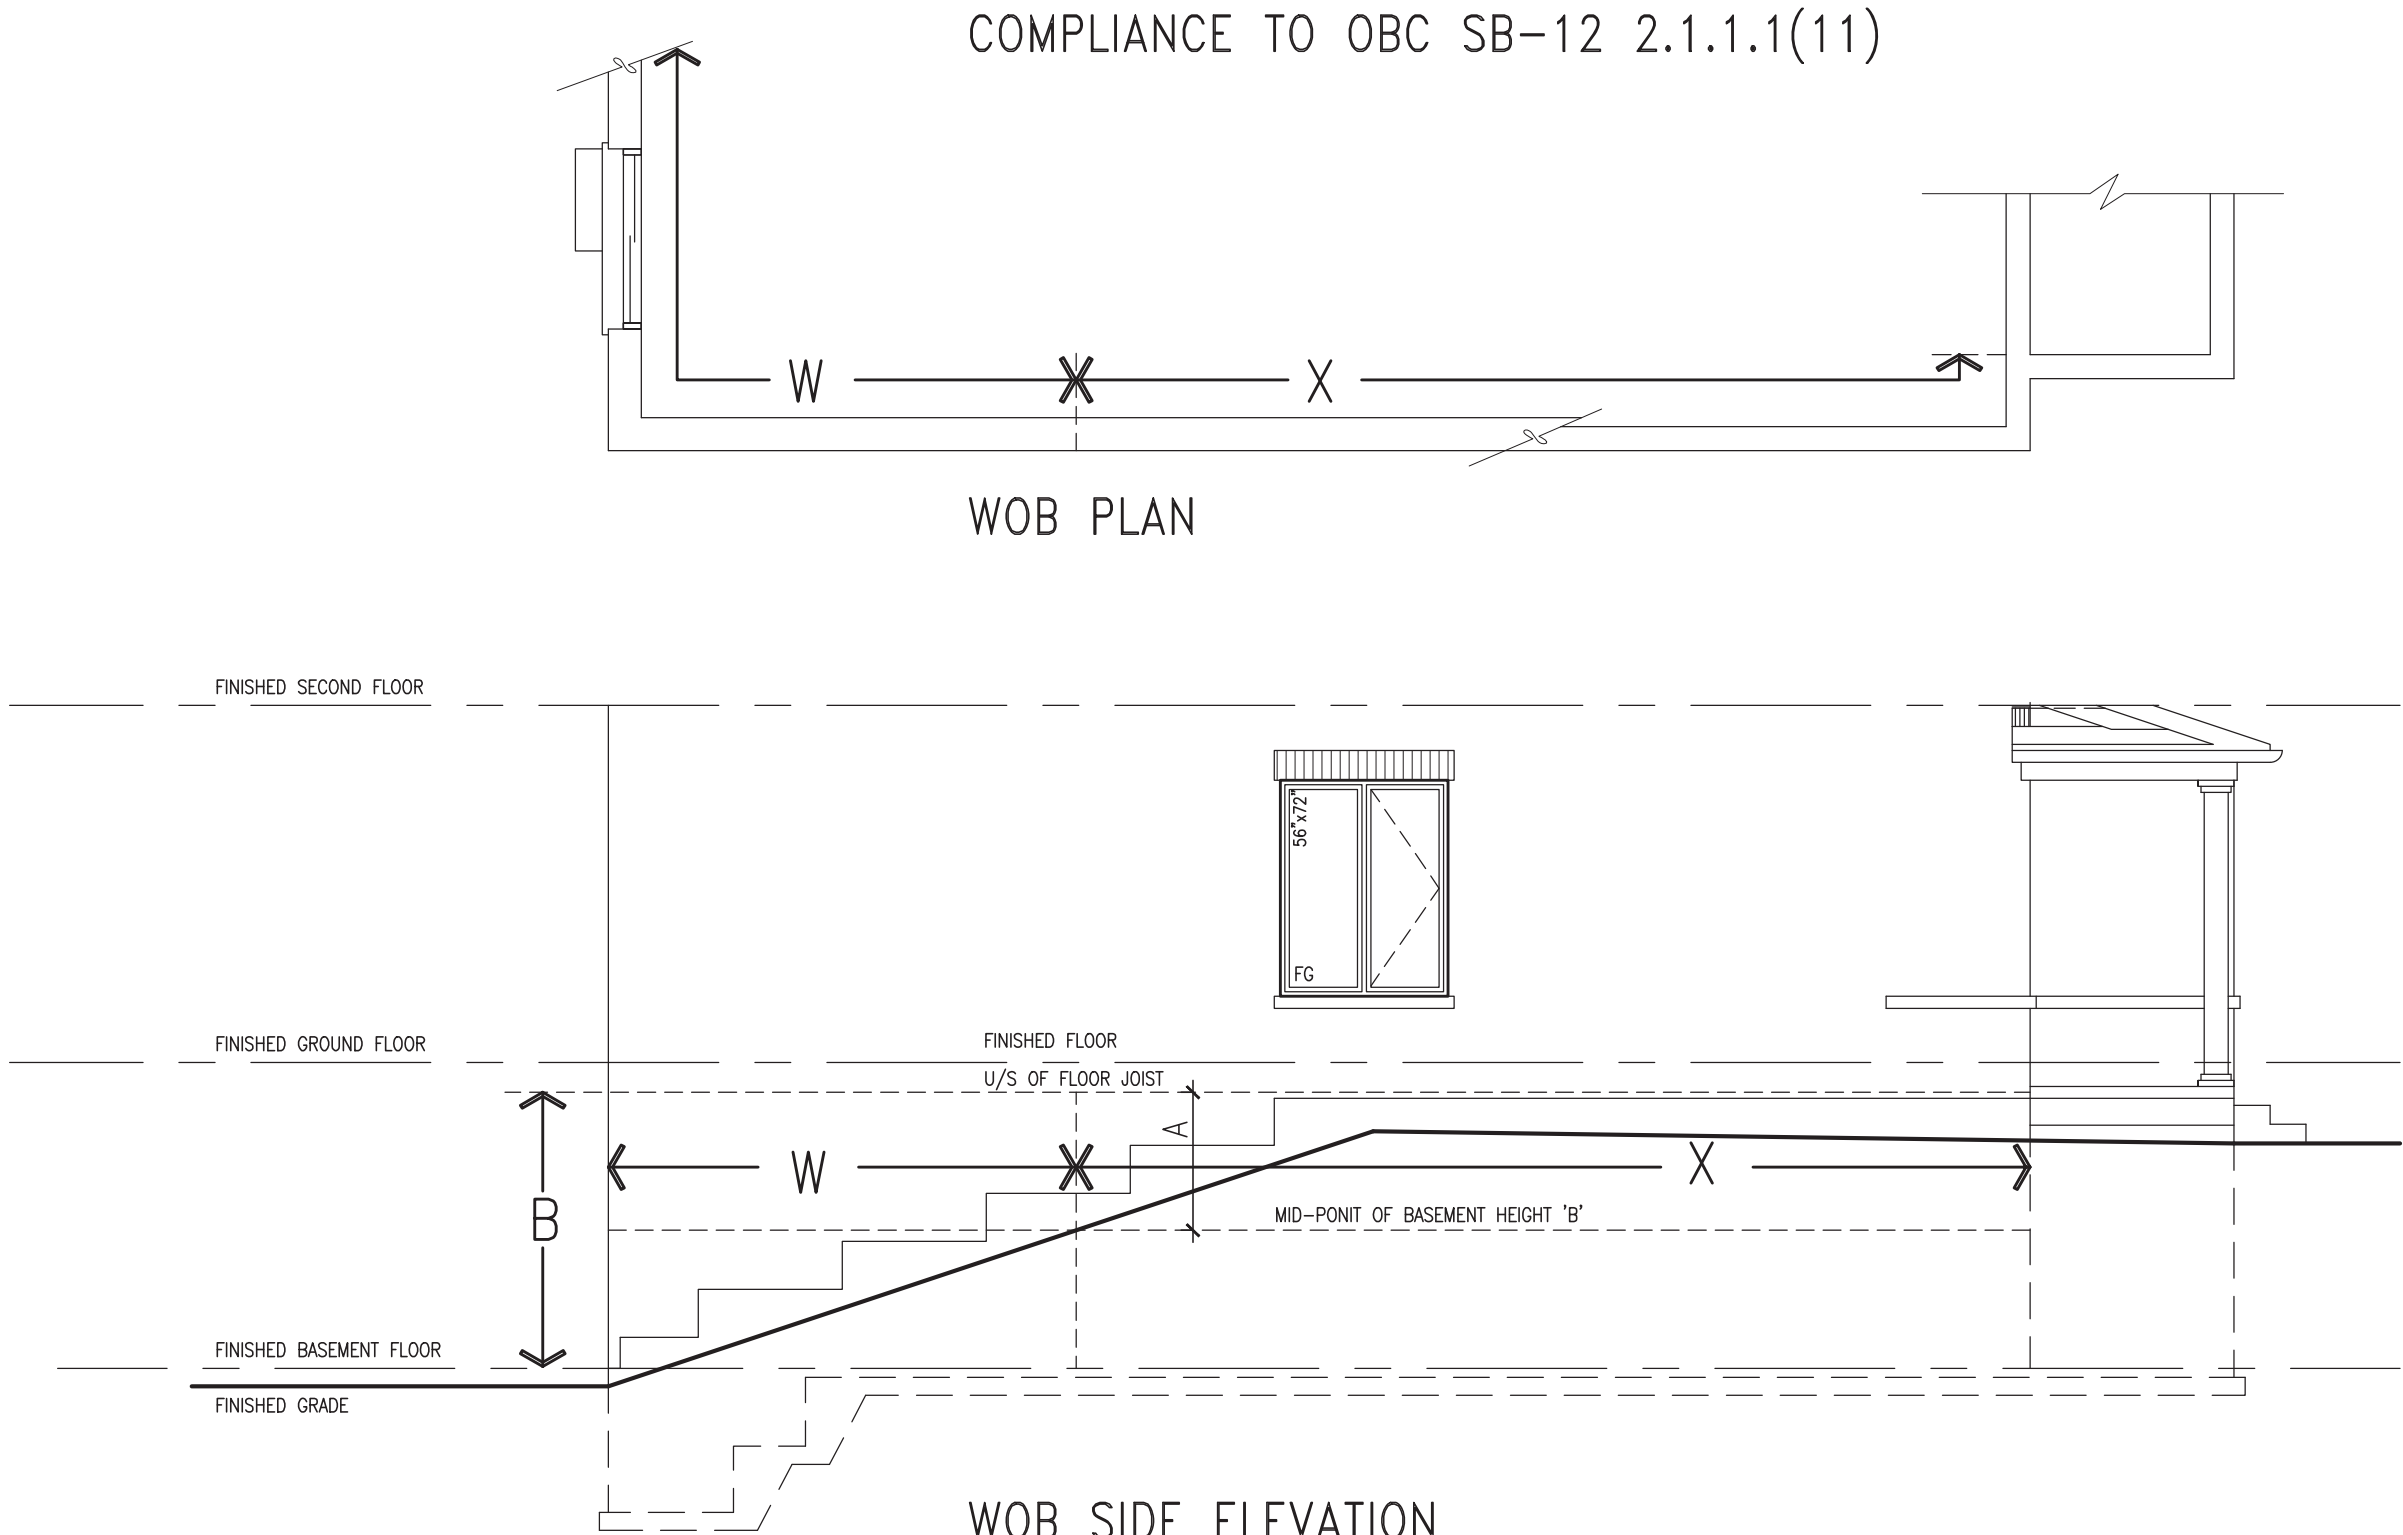 COMPLIANCE TO OBC SB-12 2.1.1.1(11)
W X
WOB PLAN
FINISHED SECOND FLOOR
56"x72"
FG
FINISHED GROUND FLOOR
FINISHED FLOOR
U/S OF FLOOR JOIST
A
W X
B
MID-PONIT OF BASEMENT HEIGHT 'B'
FINISHED BASEMENT FLOOR
FINISHED GRADE
WOB SIDE ELEVATION